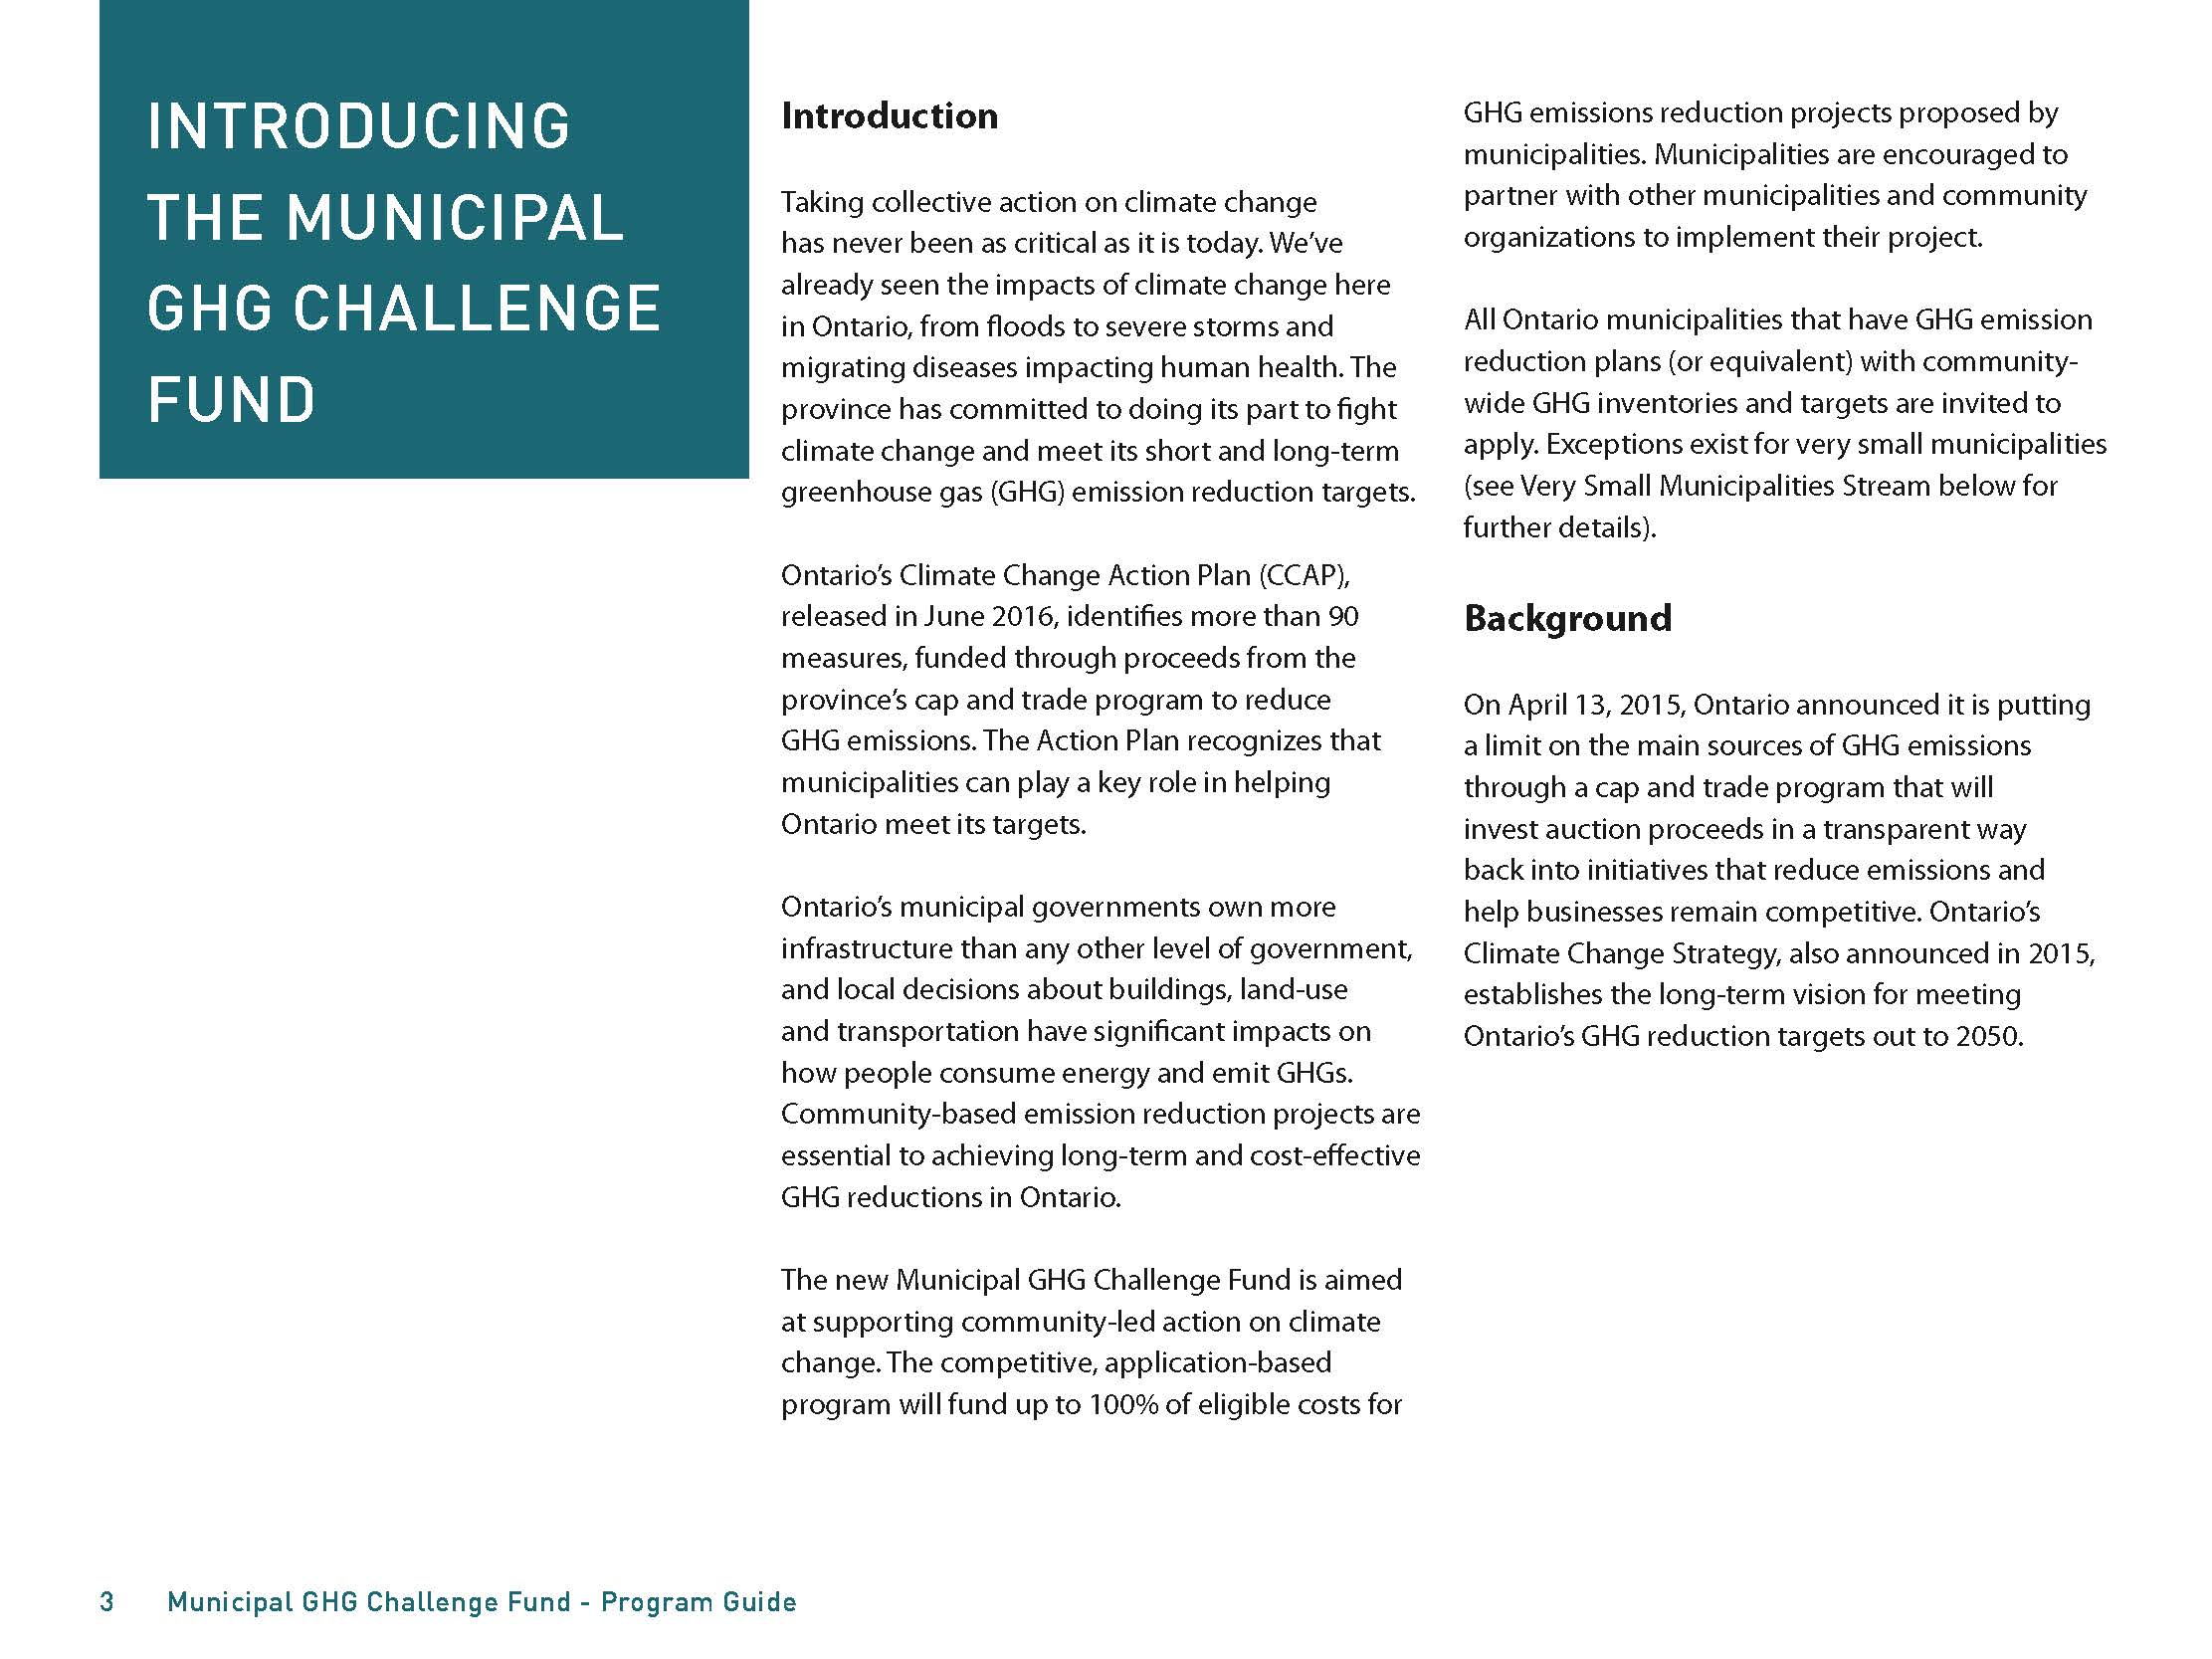 INTRODUCING
THE MUNICIPAL
GHG CHALLENGE
FUND
Introduction
Taking collective action on climate change
has never been as critical as it is today. We’ve
already seen the impacts of climate change here
in Ontario, from floods to severe storms and
migrating diseases impacting human health. The
province has committed to doing its part to fight
climate change and meet its short and long-term
greenhouse gas (GHG) emission reduction targets.
Ontario’s Climate Change Action Plan (CCAP),
released in June 2016, identifies more than 90
measures, funded through proceeds from the
province’s cap and trade program to reduce
GHG emissions. The Action Plan recognizes that
municipalities can play a key role in helping
Ontario meet its targets.
Ontario’s municipal governments own more
infrastructure than any other level of government,
and local decisions about buildings, land-use
and transportation have significant impacts on
how people consume energy and emit GHGs.
Community-based emission reduction projects are
essential to achieving long-term and cost-effective
GHG reductions in Ontario.
The new Municipal GHG Challenge Fund is aimed
at supporting community-led action on climate
change. The competitive, application-based
program will fund up to 100% of eligible costs for
GHG emissions reduction projects proposed by
municipalities. Municipalities are encouraged to
partner with other municipalities and community
organizations to implement their project.
All Ontario municipalities that have GHG emission
reduction plans (or equivalent) with community-
wide GHG inventories and targets are invited to
apply. Exceptions exist for very small municipalities
(see Very Small Municipalities Stream below for
further details).
Background
On April 13, 2015, Ontario announced it is putting
a limit on the main sources of GHG emissions
through a cap and trade program that will
invest auction proceeds in a transparent way
back into initiatives that reduce emissions and
help businesses remain competitive. Ontario’s
Climate Change Strategy, also announced in 2015,
establishes the long-term vision for meeting
Ontario’s GHG reduction targets out to 2050.
3 Municipal GHG Challenge Fund - Program Guide